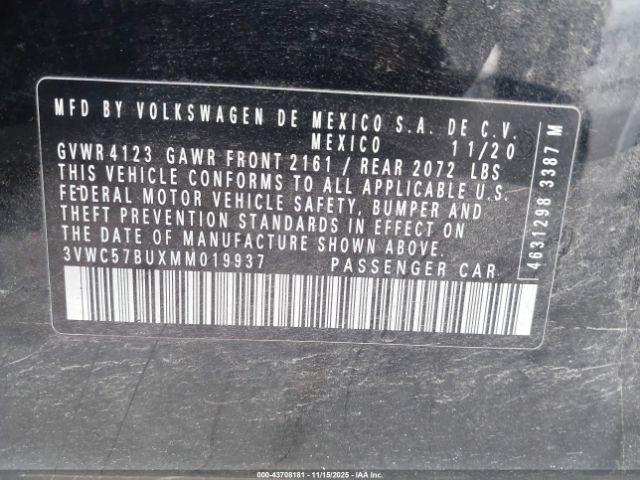 MFD BY VOLKSWAGEN DE MEXICO S.A. DE C.V.
MEXICO 11/20
GVWR 4123 GAWR FRONT 2161 / REAR 2072 LBS
THIS VEHICLE CONFORMS TO ALL APPLICABLE U.S.
FEDERAL MOTOR VEHICLE SAFETY, BUMPER AND
THEFT PREVENTION STANDARDS IN EFFECT ON
THE DATE OF MANUFACTURE SHOWN ABOVE.
3VWC57BUXMM019937 PASSENGER CAR
4631298 3387 M
000-43708181 - 11/15/2025 - IAA Inc.